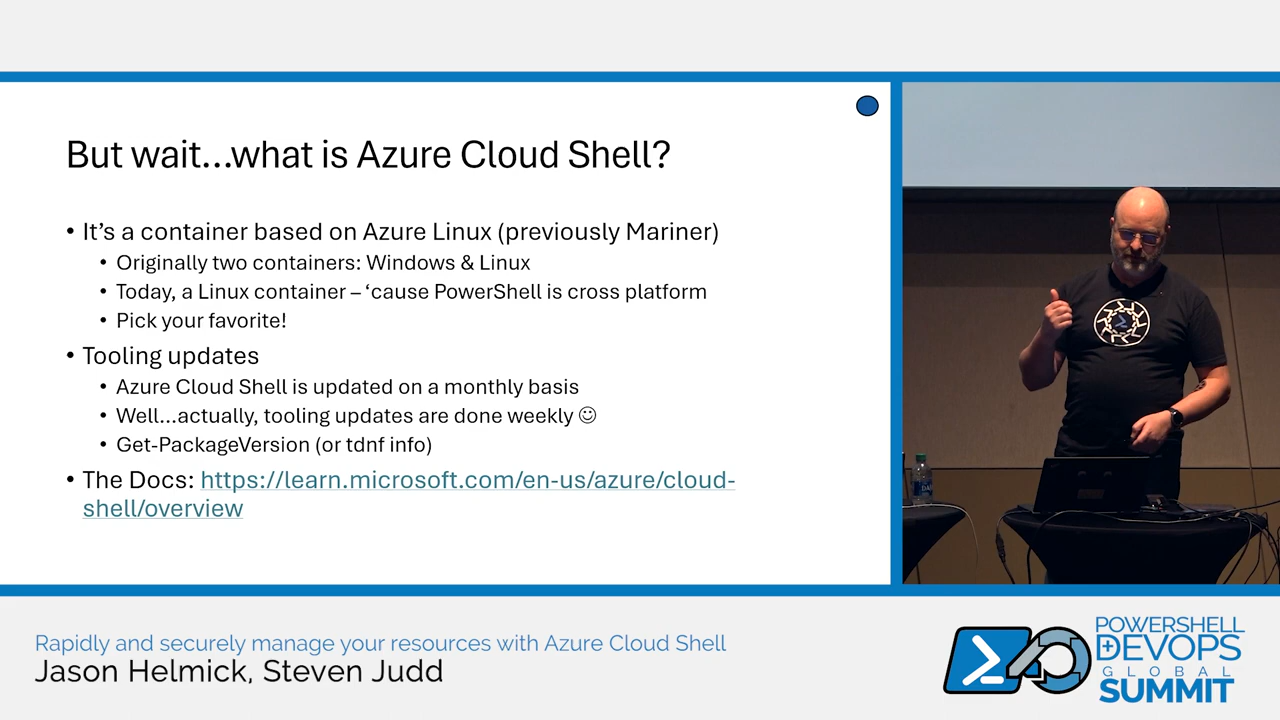 But wait...what is Azure Cloud Shell?
• It’s a container based on Azure Linux (previously Mariner)
• Originally two containers: Windows & Linux
• Today, a Linux container – ‘cause PowerShell is cross platform
• Pick your favorite!
• Tooling updates
• Azure Cloud Shell is updated on a monthly basis
• Well...actually, tooling updates are done weekly ☺
• Get-PackageVersion (or tdnf info)
• The Docs: https://learn.microsoft.com/en-us/azure/cloud-
shell/overview
Rapidly and securely manage your resources with Azure Cloud Shell
Jason Helmick, Steven Judd
POWERSHELL
DEVOPS
GLOBAL
SUMMIT